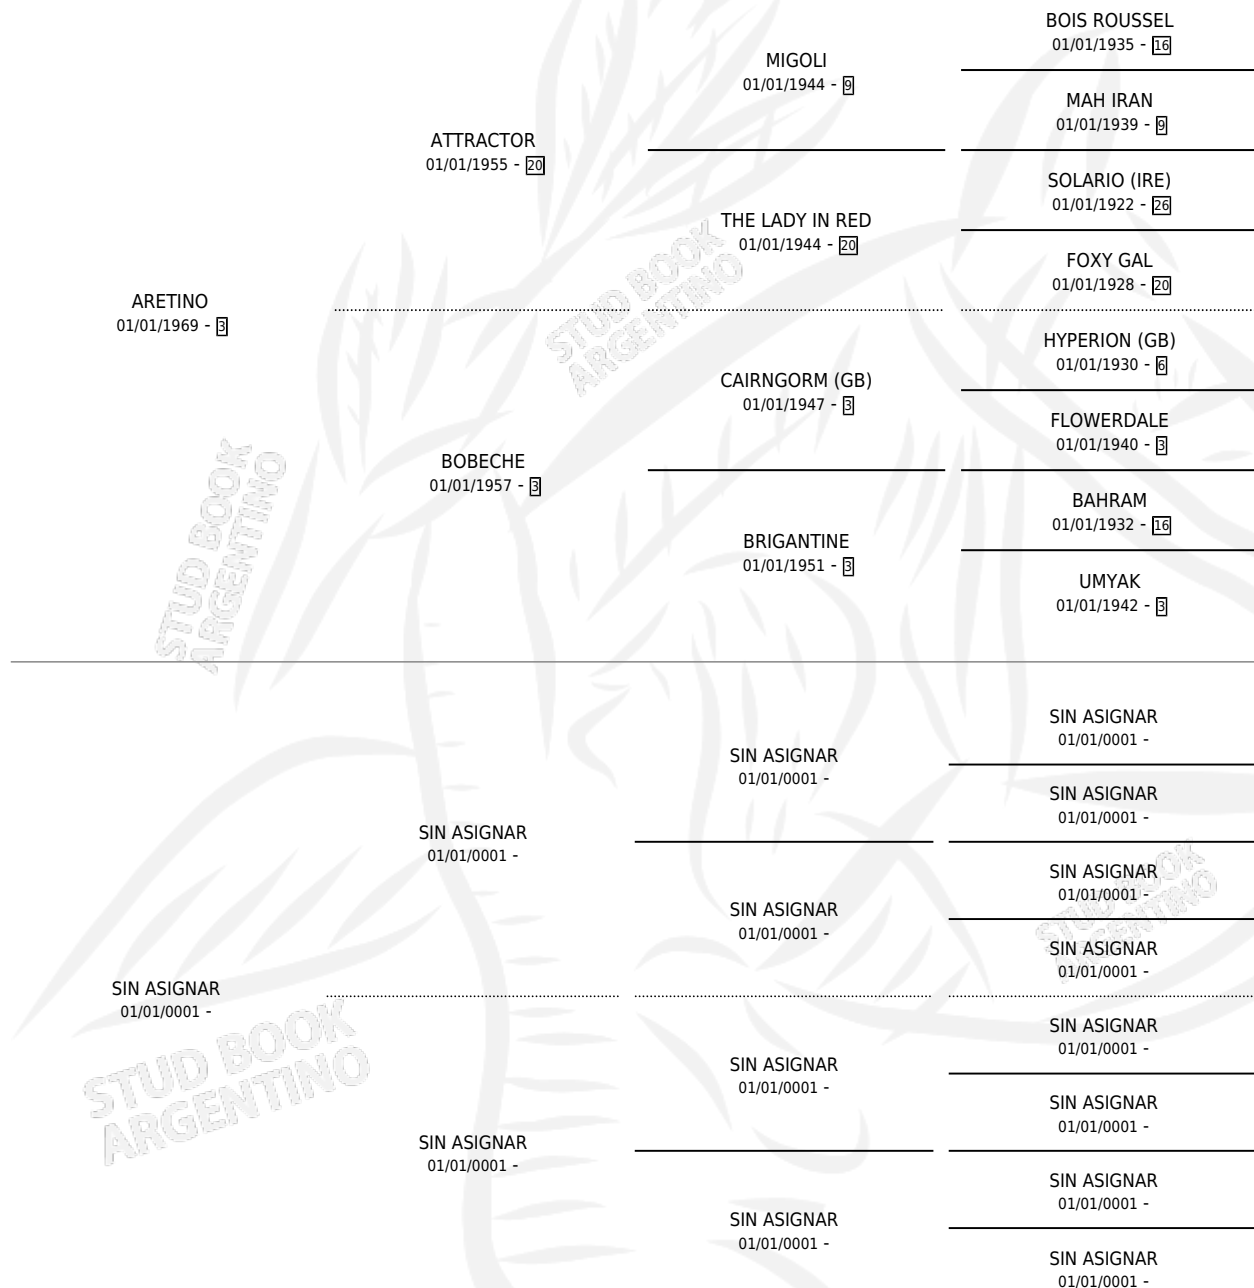 BOIS ROUSSEL
01/01/1935 - 16
MIGOLI
01/01/1944 - 9
MAH IRAN
01/01/1939 - 9
ATTRACTOR
01/01/1955 - 20
SOLARIO (IRE)
01/01/1922 - 26
THE LADY IN RED
01/01/1944 - 20
FOXY GAL
01/01/1928 - 20
ARETINO
01/01/1969 - 3
HYPERION (GB)
01/01/1930 - 6
CAIRNGORM (GB)
01/01/1947 - 3
FLOWERDALE
01/01/1940 - 3
BOBECHE
01/01/1957 - 3
BAHRAM
01/01/1932 - 16
BRIGANTINE
01/01/1951 - 3
UMYAK
01/01/1942 - 3
STUD BOOK
ARGENTINO
STUD BOOK
ARGENTINO
SIN ASIGNAR
01/01/0001 -
SIN ASIGNAR
01/01/0001 -
SIN ASIGNAR
01/01/0001 -
SIN ASIGNAR
01/01/0001 -
SIN ASIGNAR
01/01/0001 -
SIN ASIGNAR
01/01/0001 -
SIN ASIGNAR
01/01/0001 -
SIN ASIGNAR
01/01/0001 -
SIN ASIGNAR
01/01/0001 -
SIN ASIGNAR
01/01/0001 -
SIN ASIGNAR
01/01/0001 -
SIN ASIGNAR
01/01/0001 -
SIN ASIGNAR
01/01/0001 -
SIN ASIGNAR
01/01/0001 -
SIN ASIGNAR
01/01/0001 -
STUD BOOK
ARGENTINO
STUD BOOK
ARGENTINO